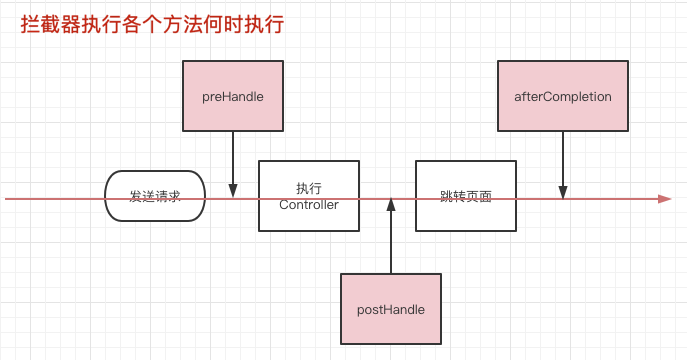 拦截器执行各个方法何时执行
preHandle
afterCompletion
发送请求
执行
Controller
跳转页面
postHandle